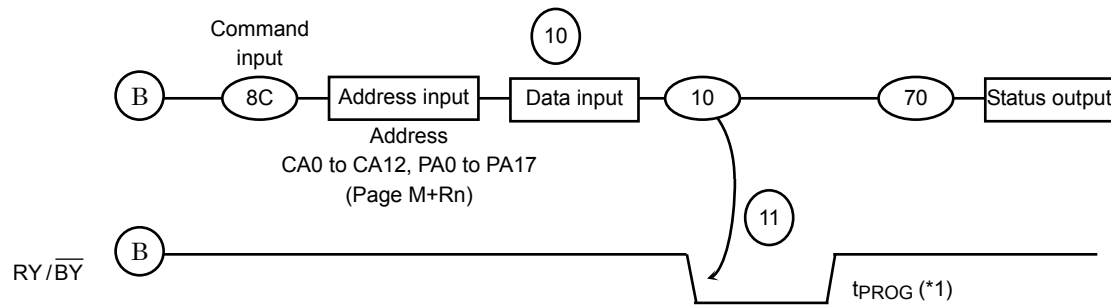 Command
input
10
B
8C
Address input
Data input
10
70
Status output
Address
CA0 to CA12, PA0 to PA17
(Page M+Rn)
11
B
RY/BY
tPROG (*1)